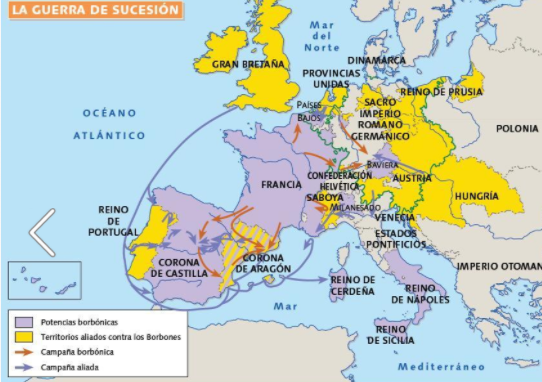 LA GUERRA DE SUCESIÓN
Mar
del
Norte
GRAN BRETAÑA
DINAMARCA
PROVINCIAS
UNIDAS
REINO DE PRUSIA
Países
Bajos
SACRO
IMPERIO
ROMANO
GERMÁNICO
OCÉANO
ATLÁNTICO
POLONIA
BAVIERA
CONFEDERACIÓN
HELVÉTICA
AUSTRIA
FRANCIA
SABOYA
HUNGRÍA
MILANESADO
REINO
DE
PORTUGAL
VENECIA
ESTADOS
PONTIFICIOS
CORONA
DE CASTILLA
CORONA
DE ARAGÓN
IMPERIO OTOMAN
REINO DE
CERDEÑA
REINO
DE NÁPOLES
Mar
REINO
DE SICILIA
Mediterráneo
Potencias borbónicas
Territorios aliados contra los Borbones
Campaña borbónica
Campaña aliada